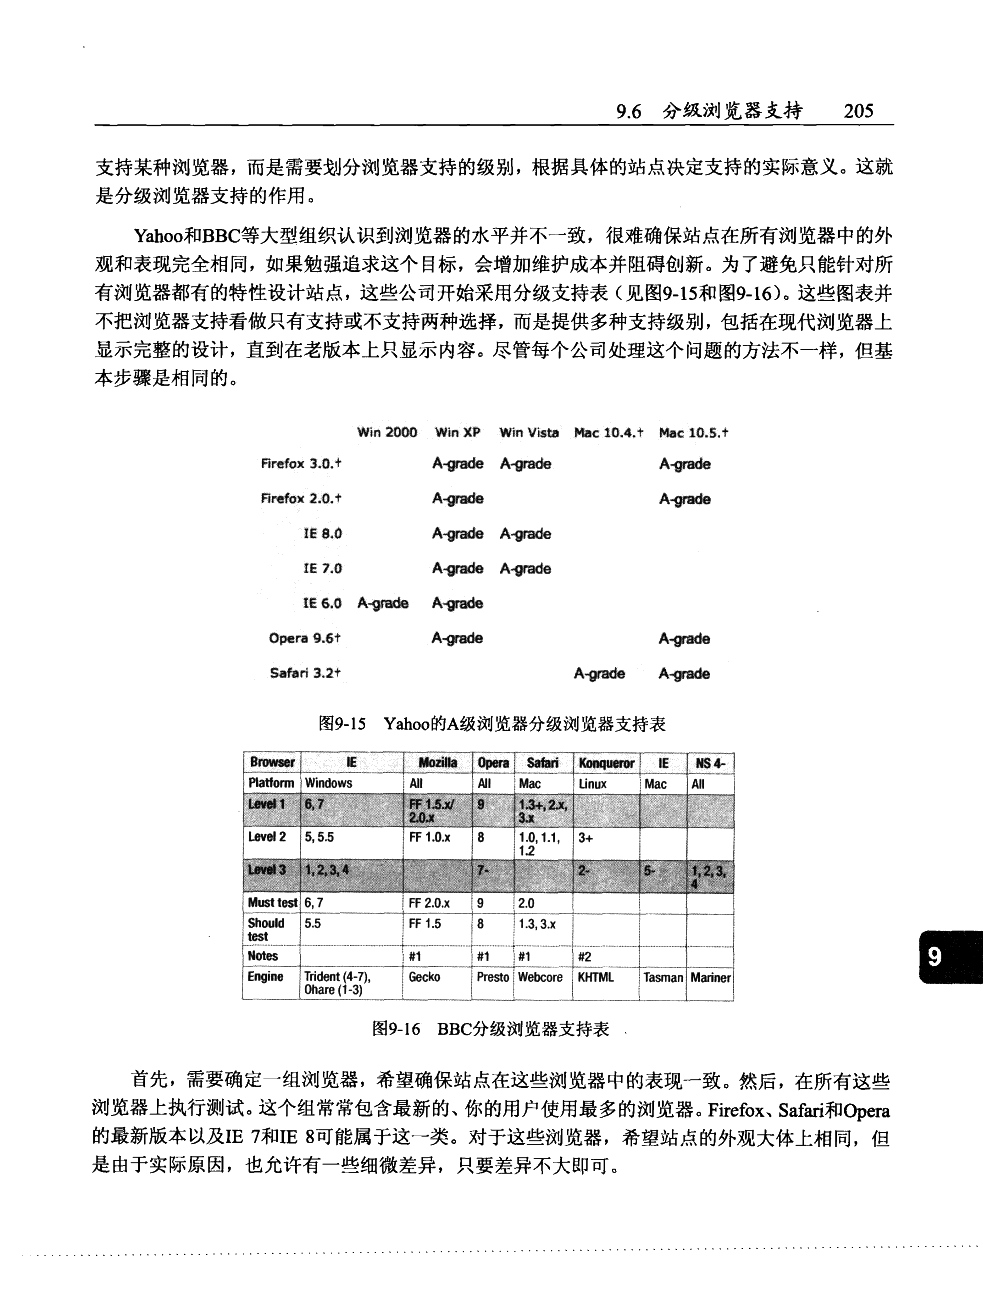 9.6 分级浏览器支持 205
支持某种浏览器，而是需要划分浏览器支持的级别，根据具体的站点决定支持的实际意义。这就
是分级浏览器支持的作用。
Yahoo和BBC等大型组织认识到浏览器的水平并不一致，很难确保站点在所有浏览器中的外
观和表现完全相同，如果勉强追求这个目标，会增加维护成本并阻碍创新。为了避免只能针对所
有浏览器都有的特性设计站点，这些公司开始采用分级支持表（见图9-15和图9-16）。这些图表并
不把浏览器支持看做只有支持或不支持两种选择，而是提供多种支持级别，包括在现代浏览器上
显示完整的设计，直到在老版本上只显示内容。尽管每个公司处理这个问题的方法不一样，但基
本步骤是相同的。
Win 2000 Win XP Win Vista Mac 10.4.† Mac 10.5.†
Firefox 3.0.† A-grade A-grade A-grade
Firefox 2.0.† A-grade A-grade
IE 8.0 A-grade A-grade
IE 7.0 A-grade A-grade
IE 6.0 A-grade A-grade
Opera 9.6† A-grade A-grade
Safari 3.2† A-grade A-grade
图9-15 Yahoo的A级浏览器分级浏览器支持表
Browser IE Mozilla Opera Safari Konqueror IE NS 4-
Platform Windows All All Mac Linux Mac All
Level 1 6, 7 FF 1.5.x/ 9 1.3+, 2.x,
2.0.x 3.x
Level 2 5, 5.5 FF 1.0.x 8 1.0, 1.1, 3+
1.2
Level 3 1, 2, 3, 4 7- 2- 5- 1, 2, 3,
4
Must test 6, 7 FF 2.0.x 9 2.0
Should 5.5 FF 1.5 8 1.3, 3.x
test
Notes #1 #1 #1 #2
Engine Trident (4-7), Gecko Presto Webcore KHTML Tasman Mariner
Ohare (1-3)
图9-16 BBC分级浏览器支持表
首先，需要确定一组浏览器，希望确保站点在这些浏览器中的表现一致。然后，在所有这些
浏览器上执行测试。这个组常常包含最新的、你的用户使用最多的浏览器。Firefox、Safari和Opera
的最新版本以及IE 7和IE 8可能属于这一类。对于这些浏览器，希望站点的外观大体上相同，但
是由于实际原因，也允许有一些细微差异，只要差异不大即可。
9